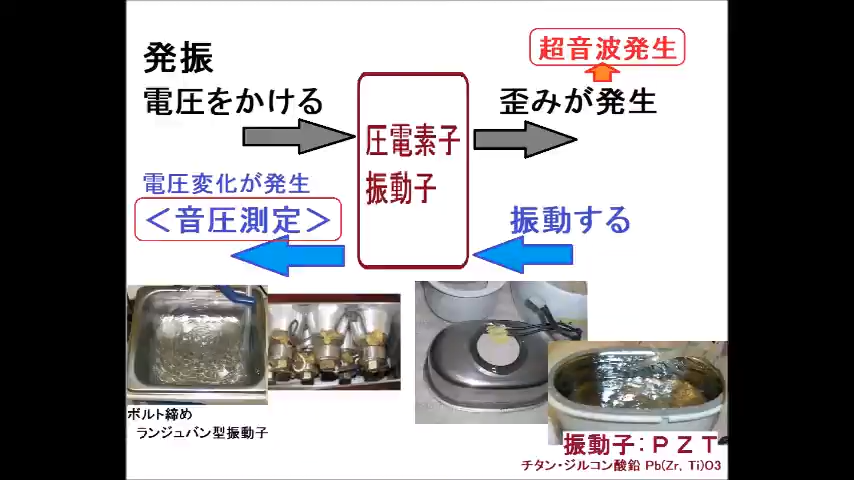 超音波発生
発振
電圧をかける
歪みが発生
圧電素子
振動子
電圧変化が発生
＜音圧測定＞
振動する
ボルト締め
ランジュバン型振動子
振動子：ＰＺＴ
チタン・ジルコン酸鉛 Pb(Zr, Ti)O3